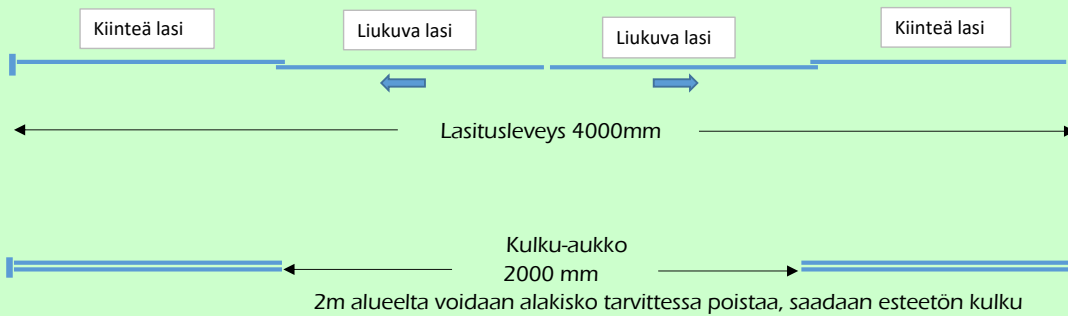 Kiinteä lasi
Liukuva lasi
Liukuva lasi
Kiinteä lasi
Lasitusleveys 4000mm
Kulku-aukko
2000 mm
2m alueelta voidaan alakisko tarvittessa poistaa, saadaan esteetön kulku